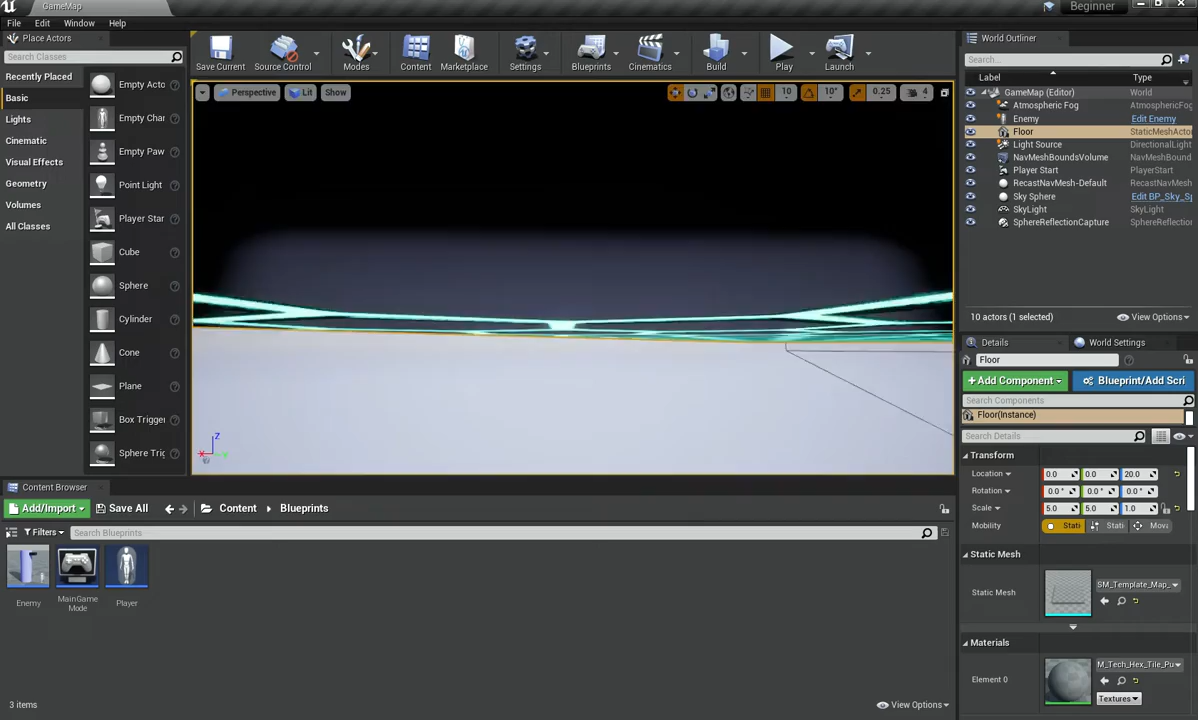 GameMap
Beginner
File Edit Window Help
Place Actors
Search Classes
Recently Placed
Basic
Lights
Cinematic
Visual Effects
Geometry
Volumes
All Classes
Empty Acto
Empty Char
Empty Paw
Point Light
Player Star
Cube
Sphere
Cylinder
Cone
Plane
Box Trigger
Sphere Trig
Save Current Source Control Modes Content Marketplace Settings Blueprints Cinematics Build Play Launch
Perspective Lit Show
10 10° 0.25 4
Z
World Outliner
Search...
Label Type
GameMap (Editor) World
Atmospheric Fog AtmosphericFog
Enemy Edit Enemy
Floor StaticMeshActo
Light Source DirectionalLight
NavMeshBoundsVolume NavMeshBound
Player Start PlayerStart
RecastNavMesh-Default RecastNavMesh
Sky Sphere Edit BP_Sky_Sp
SkyLight SkyLight
SphereReflectionCapture SphereReflection
10 actors (1 selected) View Options
Details World Settings
Floor
+Add Component Blueprint/Add Scri
Search Components
Floor(Instance)
Search Details
Transform
Location 0.0 0.0 20.0
Rotation 0.0° 0.0° 0.0°
Scale 5.0 5.0 1.0
Mobility Stati Stati Mova
Static Mesh
Static Mesh SM_Template_Map_
Materials
Element 0 M_Tech_Hex_Tile_Pu
Textures
Content Browser
Add/Import Save All Content Blueprints
Filters Search Blueprints
Enemy
MainGame
Mode
Player
3 items View Options